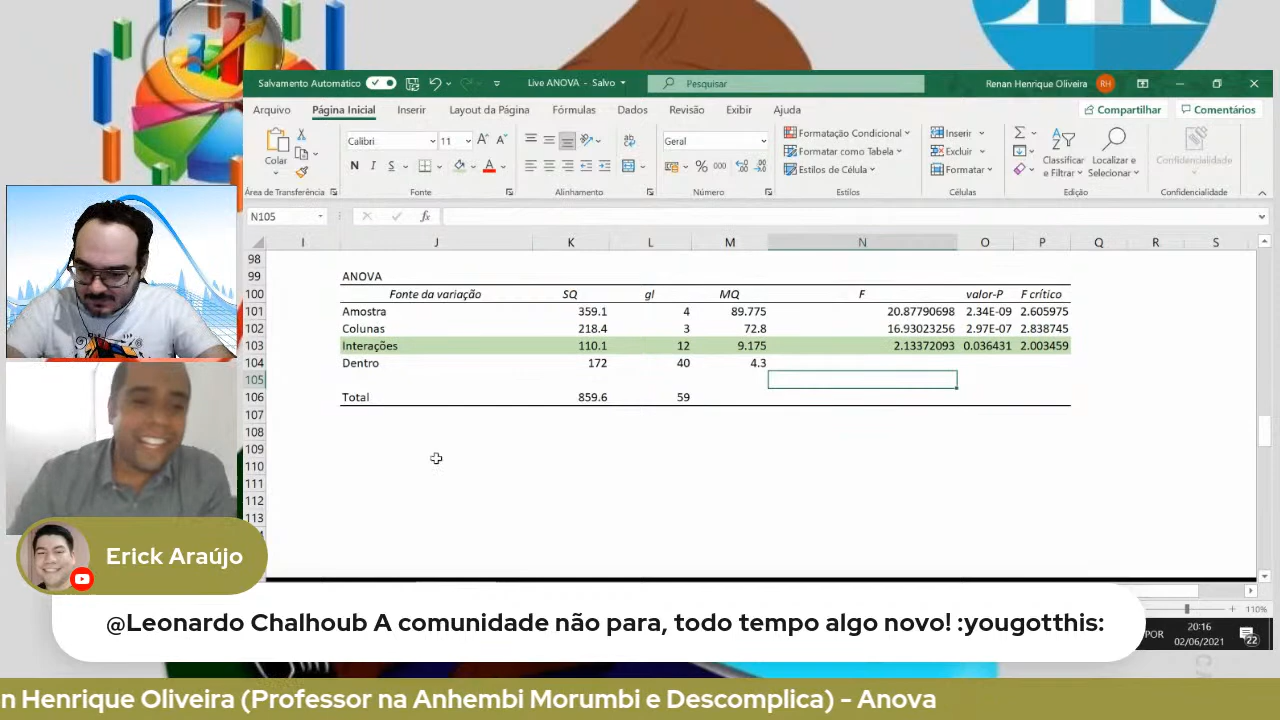 Salvamento Automático
Live ANOVA - Salvo
Pesquisar
Renan Henrique Oliveira
RH
Arquivo Página Inicial Inserir Layout da Página Fórmulas Dados Revisão Exibir Ajuda
Compartilhar
Comentários
Colar
Calibri 11
N I S
Geral
Formatação Condicional
Formatar como Tabela
Estilos de Célula
Inserir
Excluir
Formatar
Classificar e Filtrar
Localizar e Selecionar
Confidencialidade
Área de Transferência Fonte Alinhamento Número Estilos Células Edição Confidencialidade
N105
fx
I J K L M N O P Q R S
98
99 ANOVA
100 Fonte da variação SQ gl MQ F valor-P F crítico
101 Amostra 359.1 4 89.775 20.87790698 2.34E-09 2.605975
102 Colunas 218.4 3 72.8 16.93023256 2.97E-07 2.838745
103 Interações 110.1 12 9.175 2.13372093 0.036431 2.003459
104 Dentro 172 40 4.3
105
106 Total 859.6 59
107
108
109
110
111
112
113
110%
POR
20:16
02/06/2021
22
Erick Araújo
@Leonardo Chalhoub A comunidade não para, todo tempo algo novo! :yougotthis:
n Henrique Oliveira (Professor na Anhembi Morumbi e Descomplica) - Anova